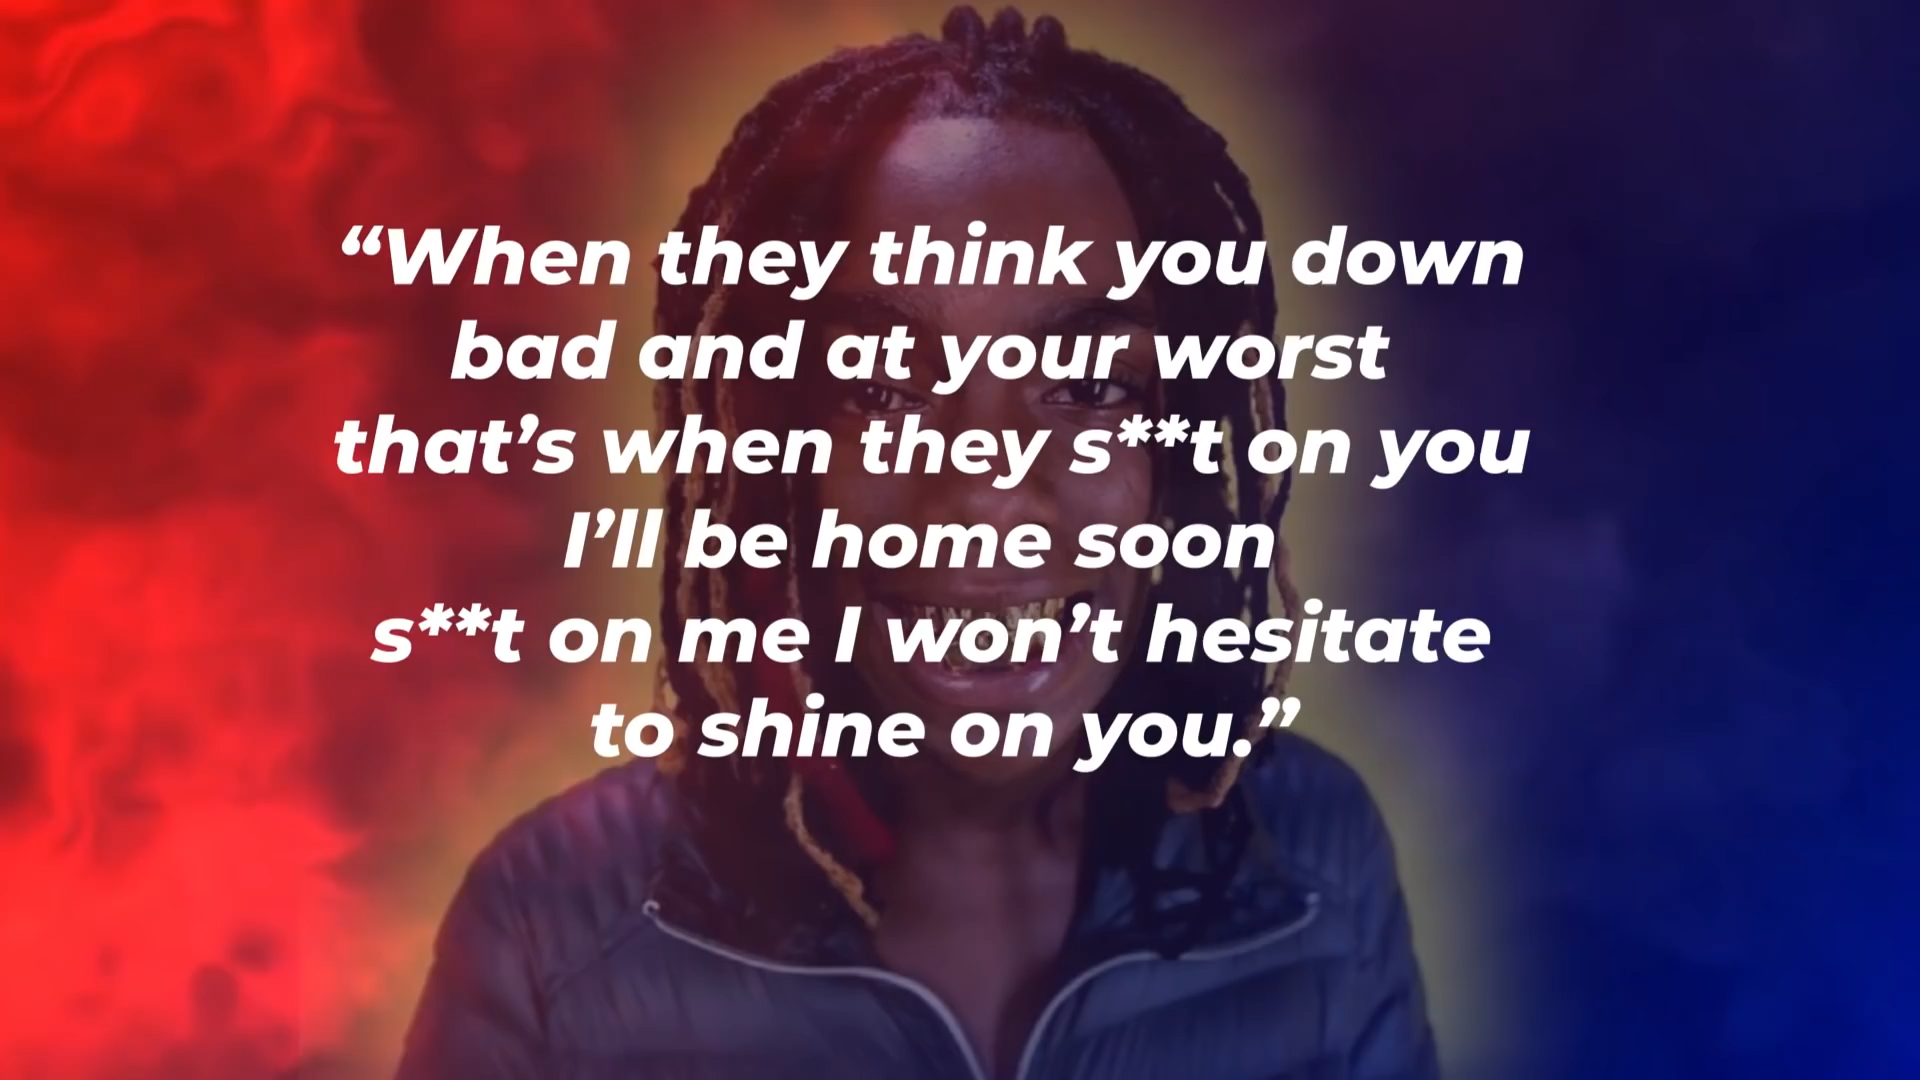 “When they think you down
bad and at your worst
that’s when they s**t on you
I’ll be home soon
s**t on me I won’t hesitate
to shine on you.”